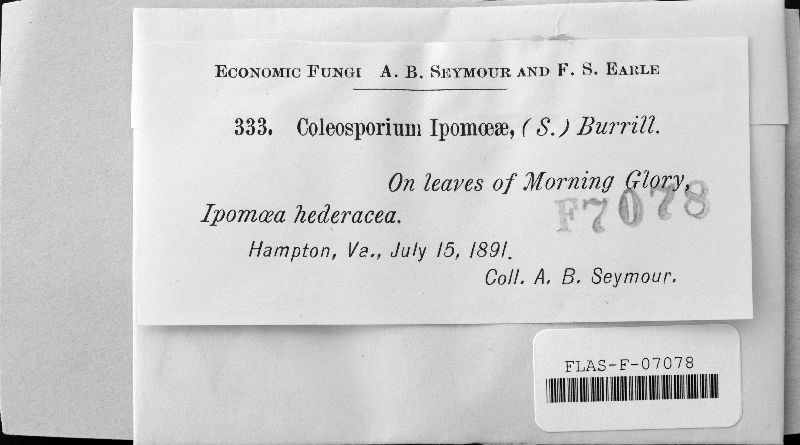 Economic Fungi A. B. Seymour and F. S. Earle
333. Coleosporium Ipomœæ, (S.) Burrill.
On leaves of Morning Glory,
Ipomœa hederacea.
F7078
Hampton, Va., July 15, 1891.
Coll. A. B. Seymour.
FLAS-F-07078